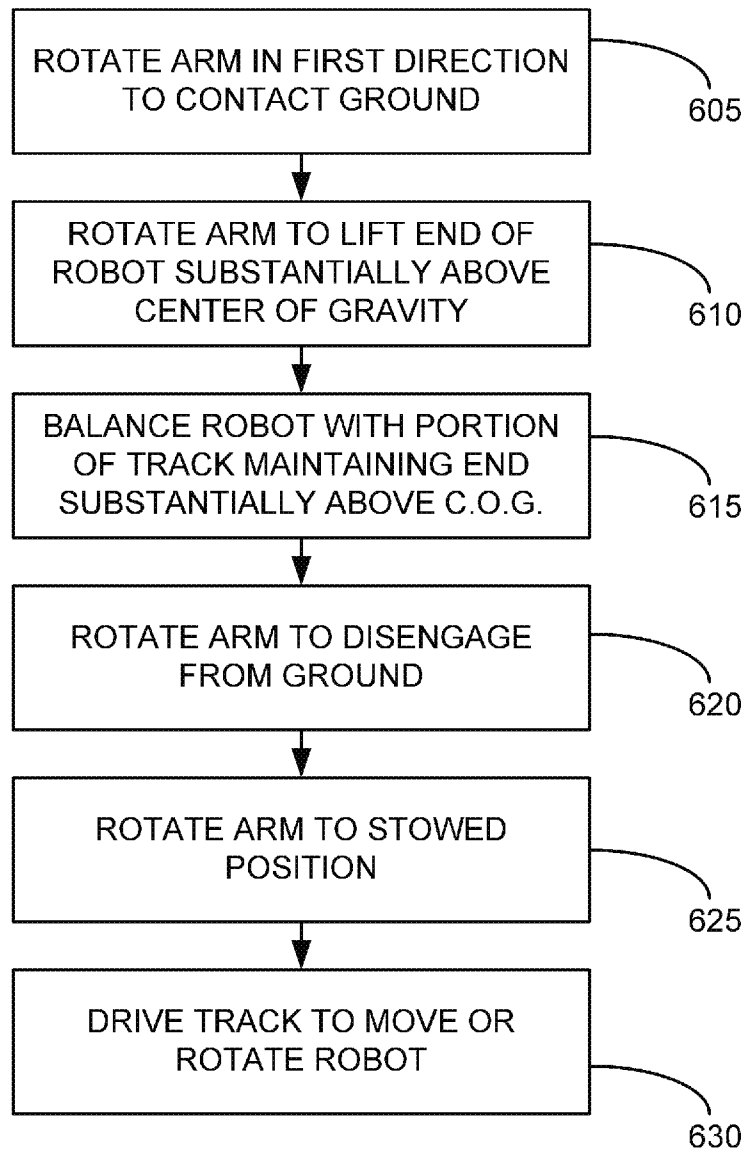 ROTATE ARM IN FIRST DIRECTION
TO CONTACT GROUND
605
ROTATE ARM TO LIFT END OF
ROBOT SUBSTANTIALLY ABOVE
CENTER OF GRAVITY
610
BALANCE ROBOT WITH PORTION
OF TRACK MAINTAINING END
SUBSTANTIALLY ABOVE C.O.G.
615
ROTATE ARM TO DISENGAGE
FROM GROUND
620
ROTATE ARM TO STOWED
POSITION
625
DRIVE TRACK TO MOVE OR
ROTATE ROBOT
630